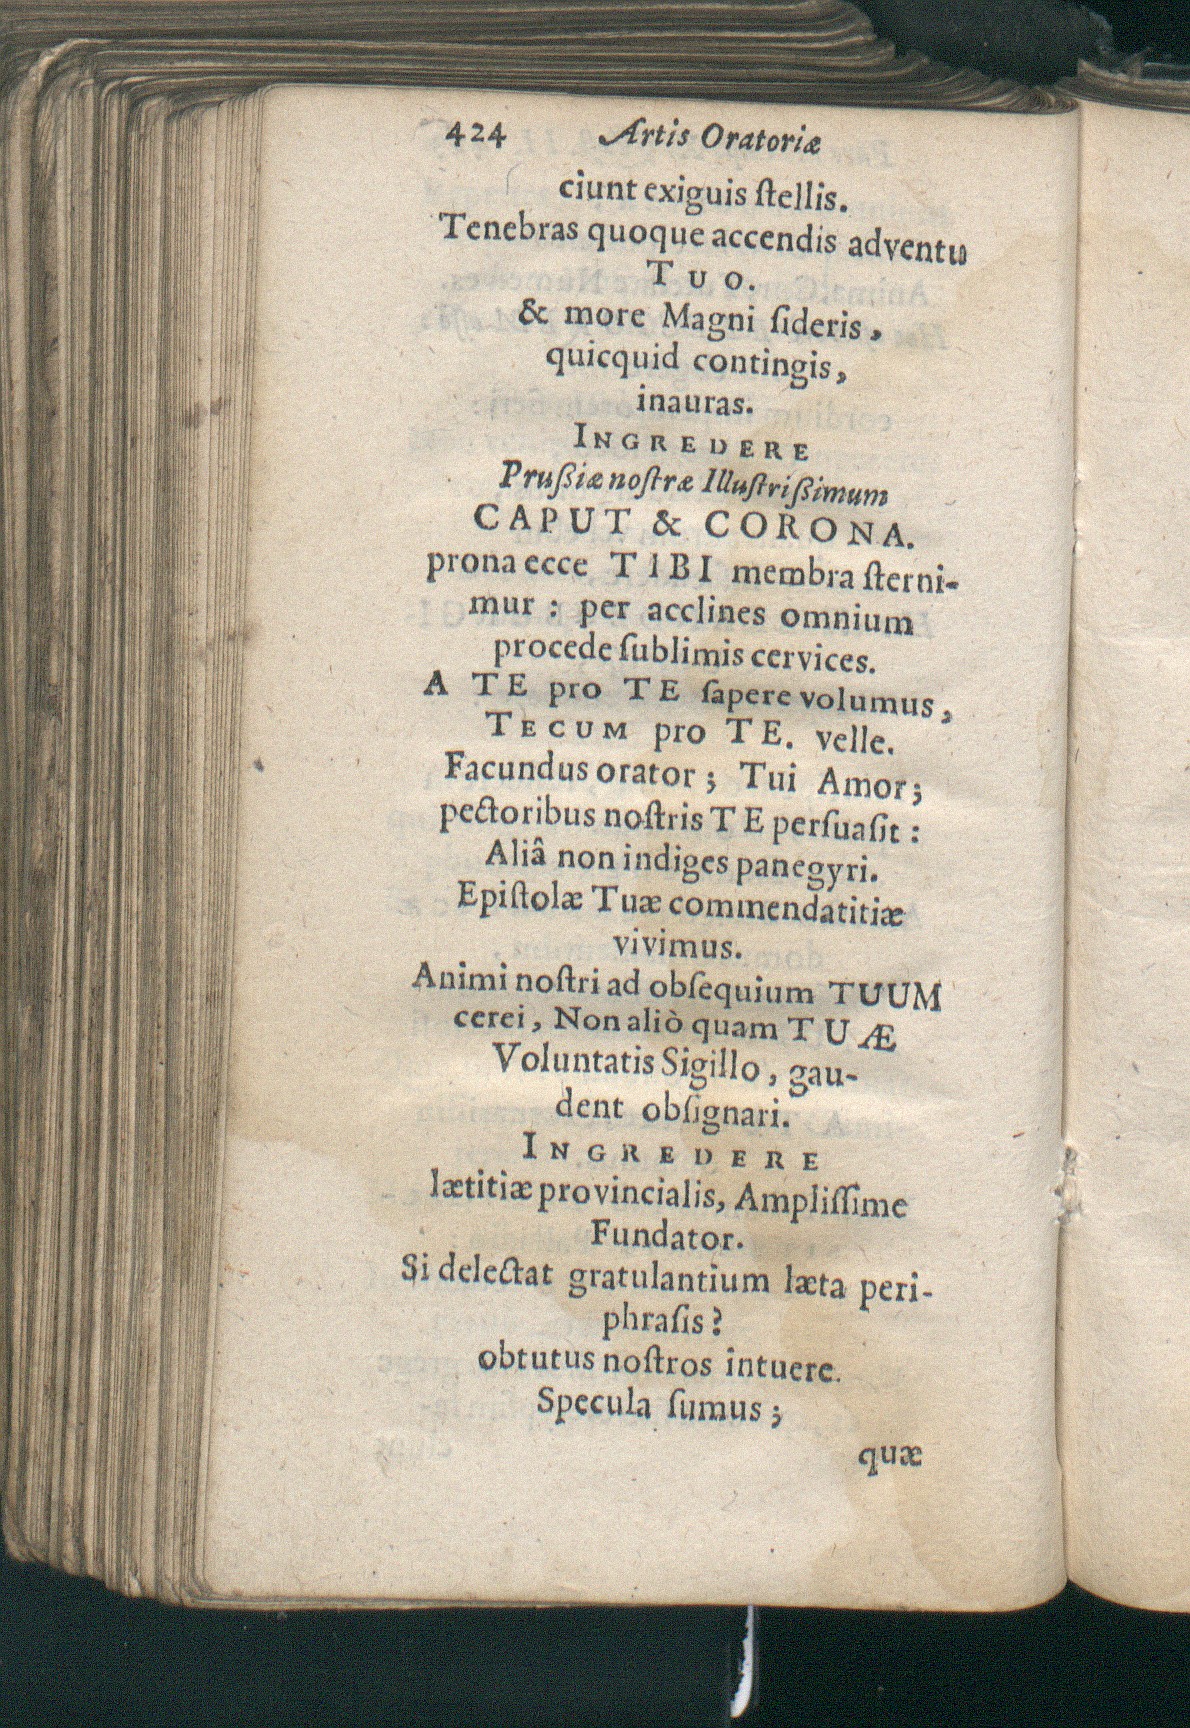 424 Artis Oratoriæ
ciunt exiguis ſtellis.
Tenebras quoque accendis adventu
TUO.
& more Magni ſideris,
quicquid contingis,
inauras.
INGREDERE
Prußiæ noſtræ Illuſtrißimum
CAPUT & CORONA.
prona ecce TIBI membra ſterni-
mur : per acclines omnium
procede ſublimis cervices.
A TE pro TE ſapere volumus,
TECUM pro TE. velle.
Facundus orator ; Tui Amor ;
pectoribus noſtris TE perſuaſit :
Aliâ non indiges panegyri.
Epiſtolæ Tuæ commendatitiæ
vivimus.
Animi noſtri ad obſequium TUUM
cerei, Non aliò quam TUÆ
Voluntatis Sigillo, gau-
dent obſignari.
INGREDERE
lætitiæ provincialis, Ampliſſime
Fundator.
Si delectat gratulantium læta peri-
phraſis?
obtutus noſtros intuere.
Specula ſumus ;
quæ